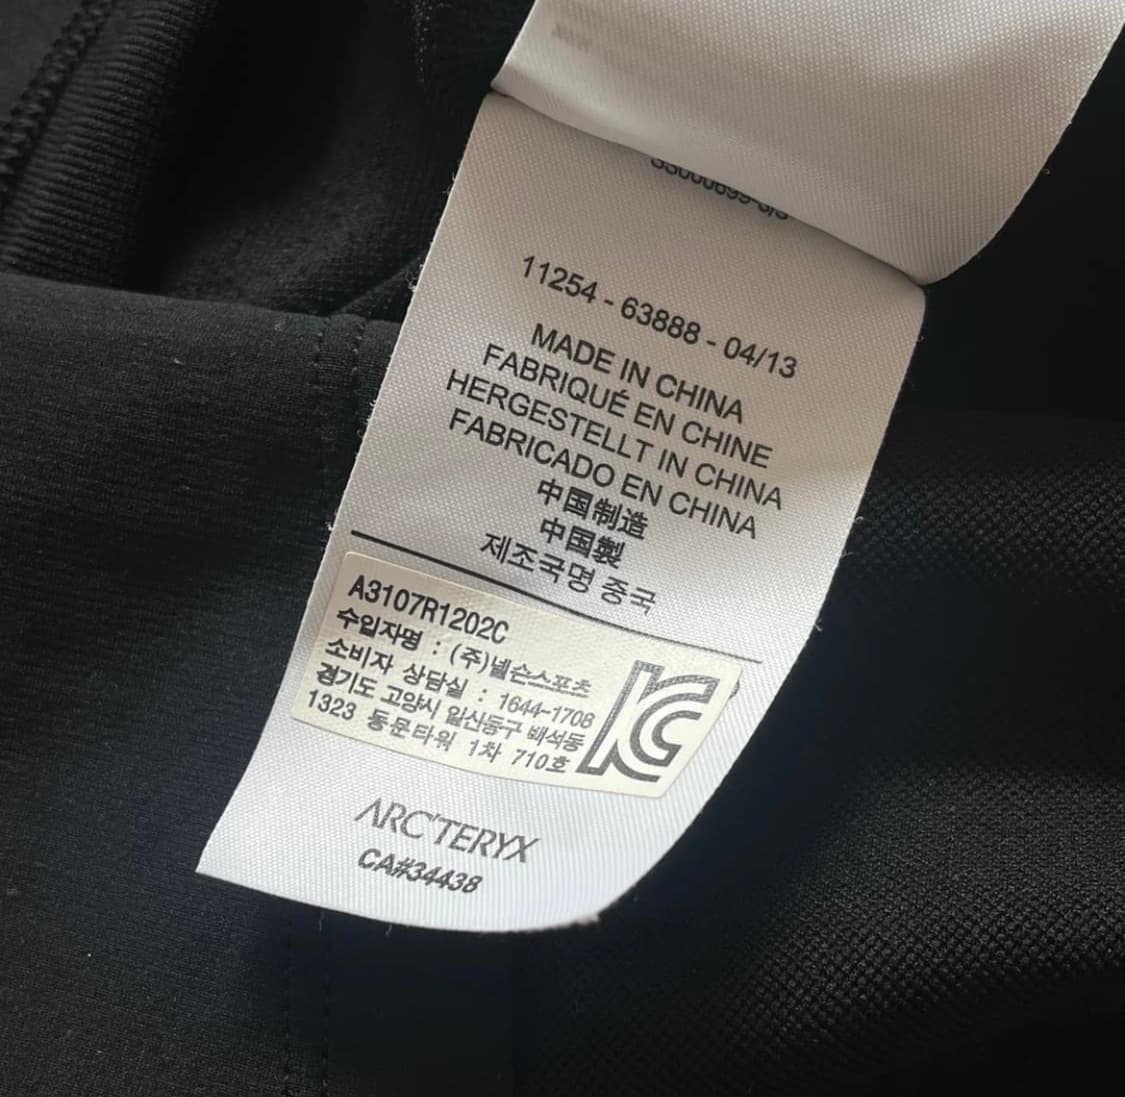 11254 - 63888 - 04/13
MADE IN CHINA
FABRIQUÉ EN CHINE
HERGESTELLT IN CHINA
FABRICADO EN CHINA
中国制造
中国製
제조국명 중국
A3107R1202C
수입자명 : (주)넬슨스포츠
소비자 상담실 : 1644-1708
경기도 고양시 일산동구 백석동
1323 동문타워 1차 710호
ARC'TERYX
CA#34438